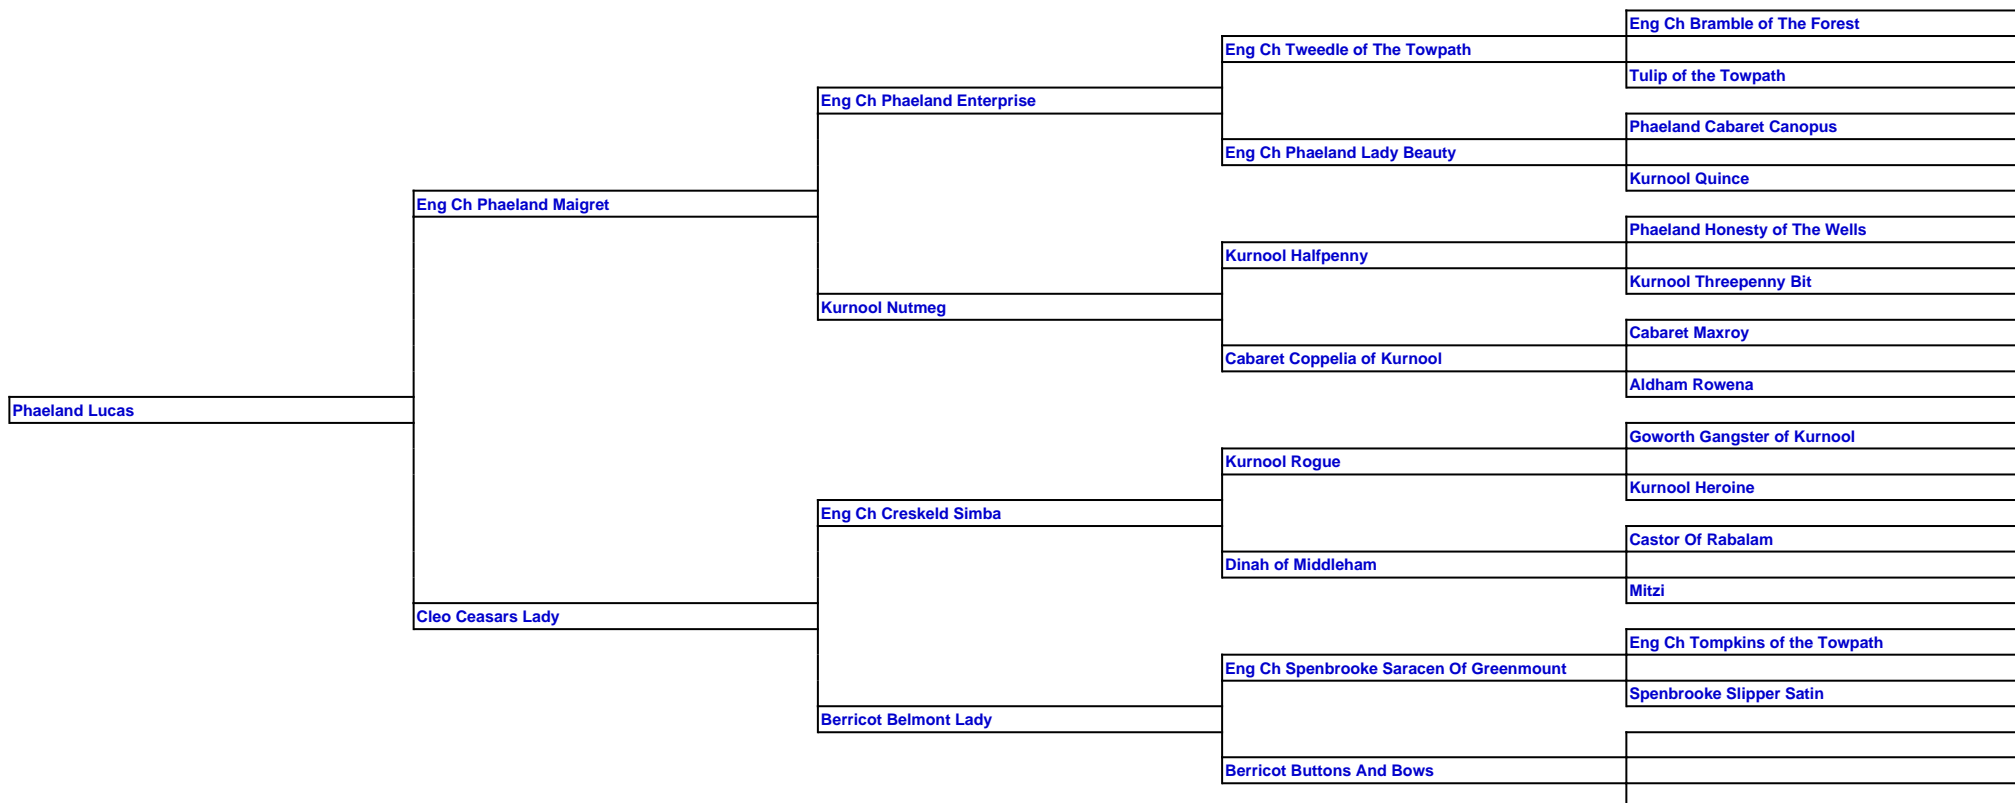 Eng Ch Bramble of The Forest
Eng Ch Tweedle of The Towpath
Tulip of the Towpath
Eng Ch Phaeland Enterprise
Phaeland Cabaret Canopus
Eng Ch Phaeland Lady Beauty
Kurnool Quince
Eng Ch Phaeland Maigret
Phaeland Honesty of The Wells
Kurnool Halfpenny
Kurnool Threepenny Bit
Kurnool Nutmeg
Cabaret Maxroy
Cabaret Coppelia of Kurnool
Aldham Rowena
Phaeland Lucas
Goworth Gangster of Kurnool
Kurnool Rogue
Kurnool Heroine
Eng Ch Creskeld Simba
Castor Of Rabalam
Dinah of Middleham
Mitzi
Cleo Ceasars Lady
Eng Ch Tompkins of the Towpath
Eng Ch Spenbrooke Saracen Of Greenmount
Spenbrooke Slipper Satin
Berricot Belmont Lady
Berricot Buttons And Bows